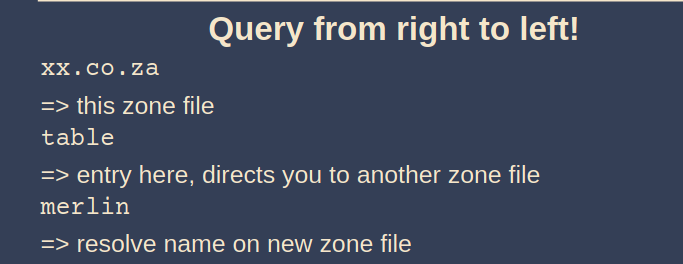 Query from right to left!
xx.co.za
=> this zone file
table
=> entry here, directs you to another zone file
merlin
=> resolve name on new zone file